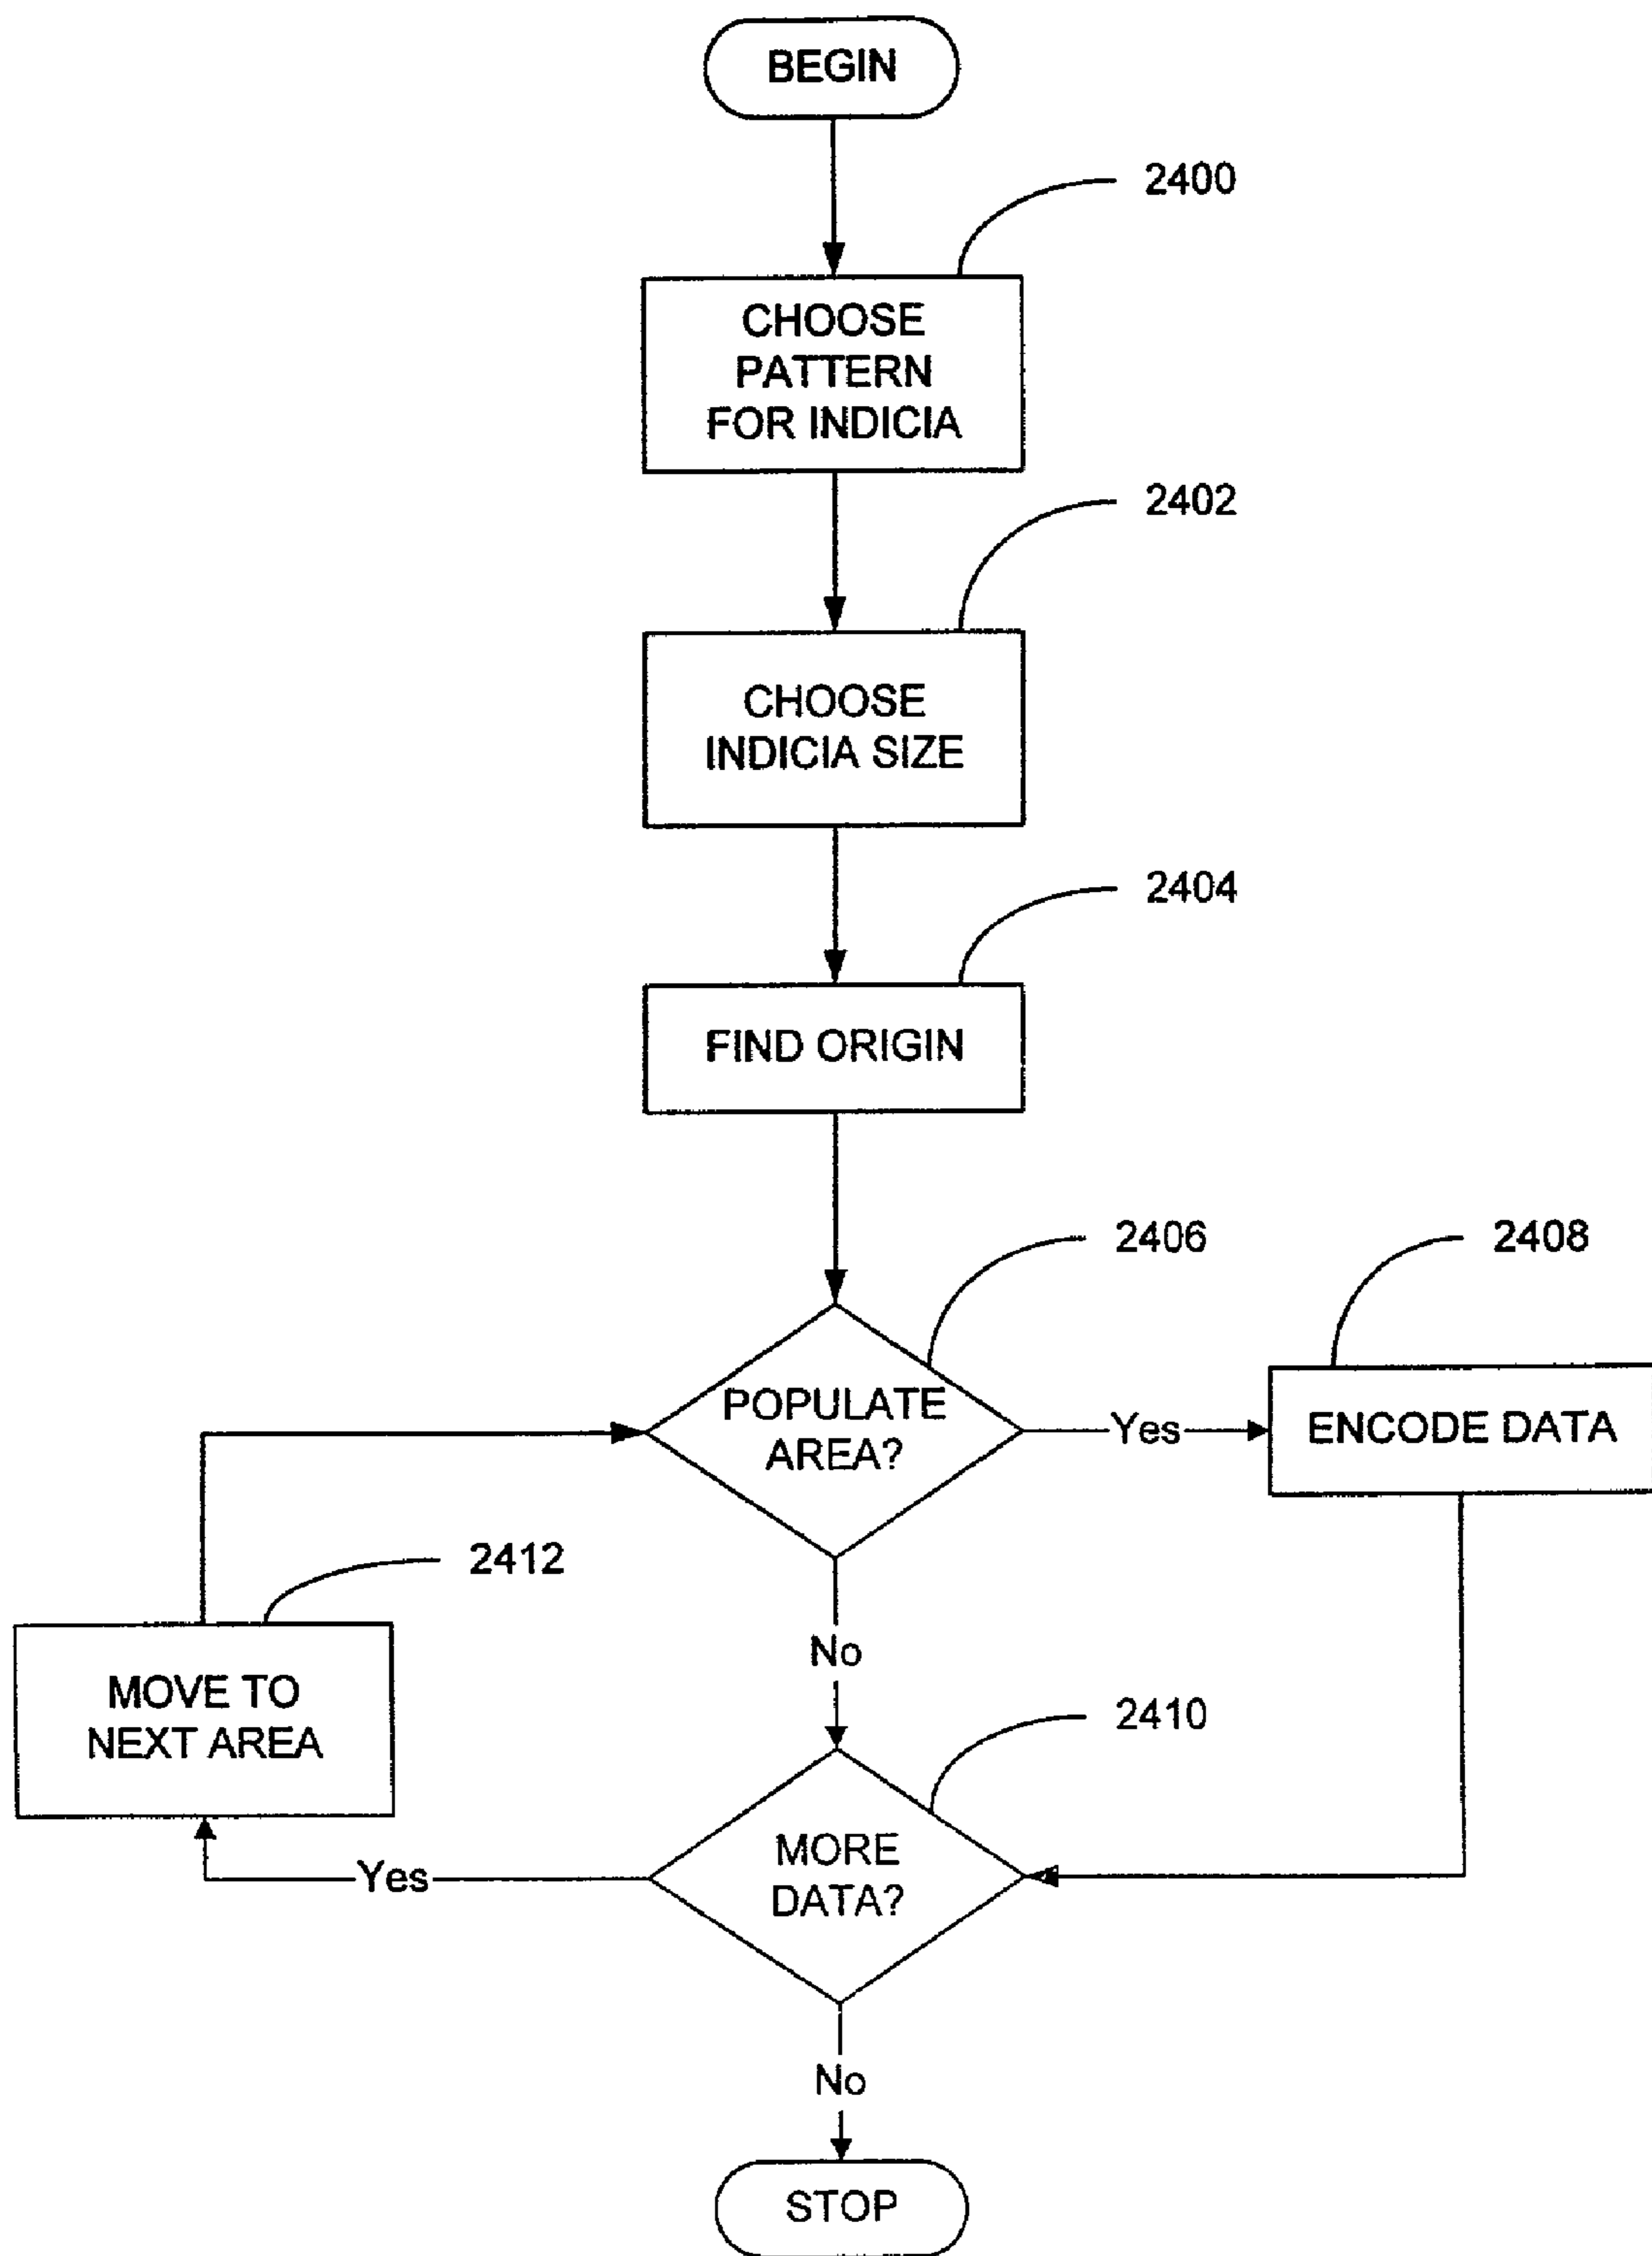 BEGIN
2400
CHOOSE
PATTERN
FOR INDICIA
2402
CHOOSE
INDICIA SIZE
2404
FIND ORIGIN
2406
2408
POPULATE
AREA?
Yes
ENCODE DATA
2412
No
MOVE TO
NEXT AREA
2410
MORE
DATA?
Yes
No
STOP